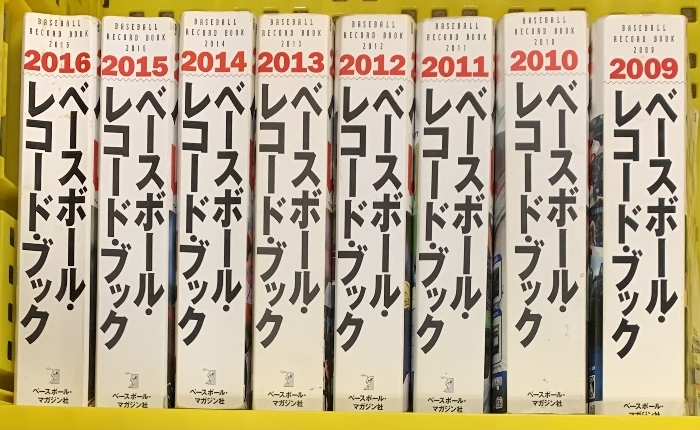 BASEBALL
RECORD BOOK
2016
ベースボール・
レコード・ブック
ベースボール・
マガジン社
BASEBALL
RECORD BOOK
2015
ベースボール・
レコード・ブック
ベースボール・
マガジン社
BASEBALL
RECORD BOOK
2014
2014
ベースボール・
レコード・ブック
ベースボール・
マガジン社
BASEBALL
RECORD BOOK
2013
2013
ベースボール・
レコード・ブック
ベースボール・
マガジン社
BASEBALL
RECORD BOOK
2012
2012
ベースボール・
レコード・ブック
ベースボール・
マガジン社
BASEBALL
RECORD BOOK
2011
2011
ベースボール・
レコード・ブック
ベースボール・
マガジン社
BASEBALL
RECORD BOOK
2010
2010
ベースボール・
レコード・ブック
ベースボール・
マガジン社
BASEBALL
RECORD BOOK
2009
2009
ベースボール・
レコード・ブック
ベースボール・